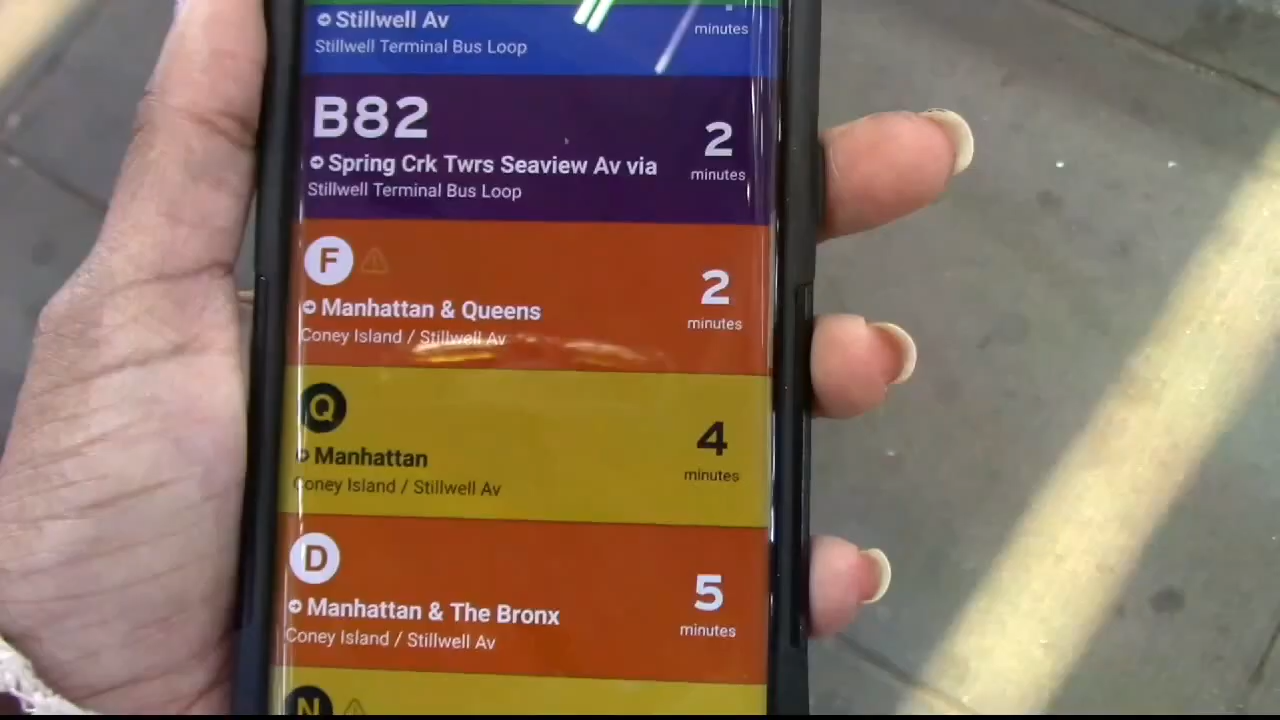 Stillwell Av
minutes
Stillwell Terminal Bus Loop
B82
2
Spring Crk Twrs Seaview Av via
minutes
Stillwell Terminal Bus Loop
F
2
Manhattan & Queens
minutes
Coney Island / Stillwell Av
Q
4
Manhattan
minutes
Coney Island / Stillwell Av
D
5
Manhattan & The Bronx
minutes
Coney Island / Stillwell Av
N